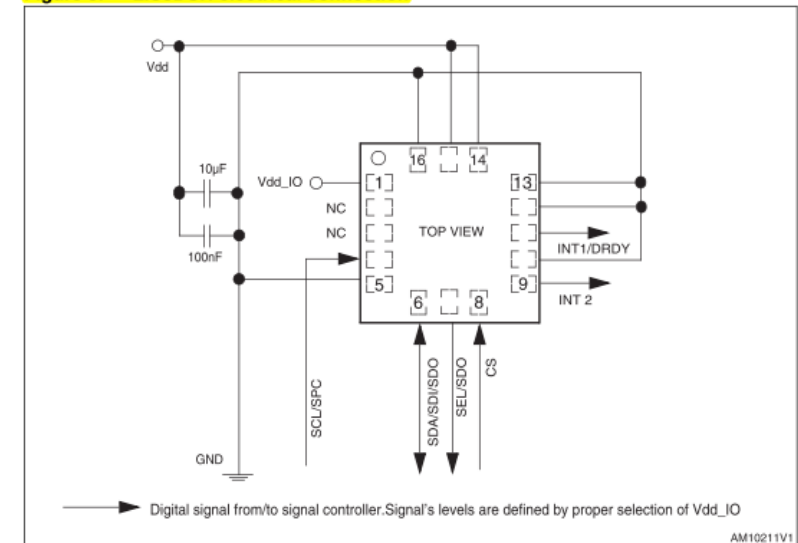 Vdd
10µF
Vdd_IO
16
14
1
13
NC
NC
TOP VIEW
INT1/DRDY
100nF
5
9
6
8
INT 2
SCL/SPC
SDA/SDI/SDO
SEL/SDO
CS
GND
Digital signal from/to signal controller.Signal's levels are defined by proper selection of Vdd_IO
AM10211V1